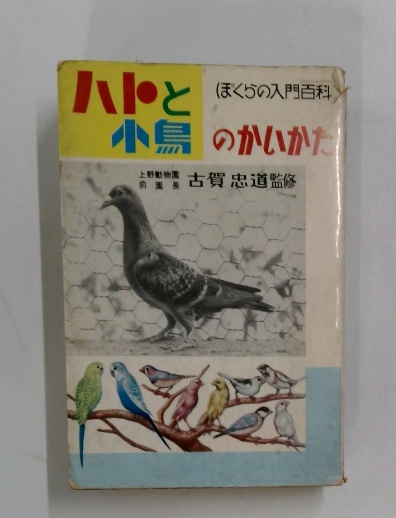 ぼくらの入門百科
ハトと
小鳥 のかいかた
上野動物園
前園長 古賀忠道監修